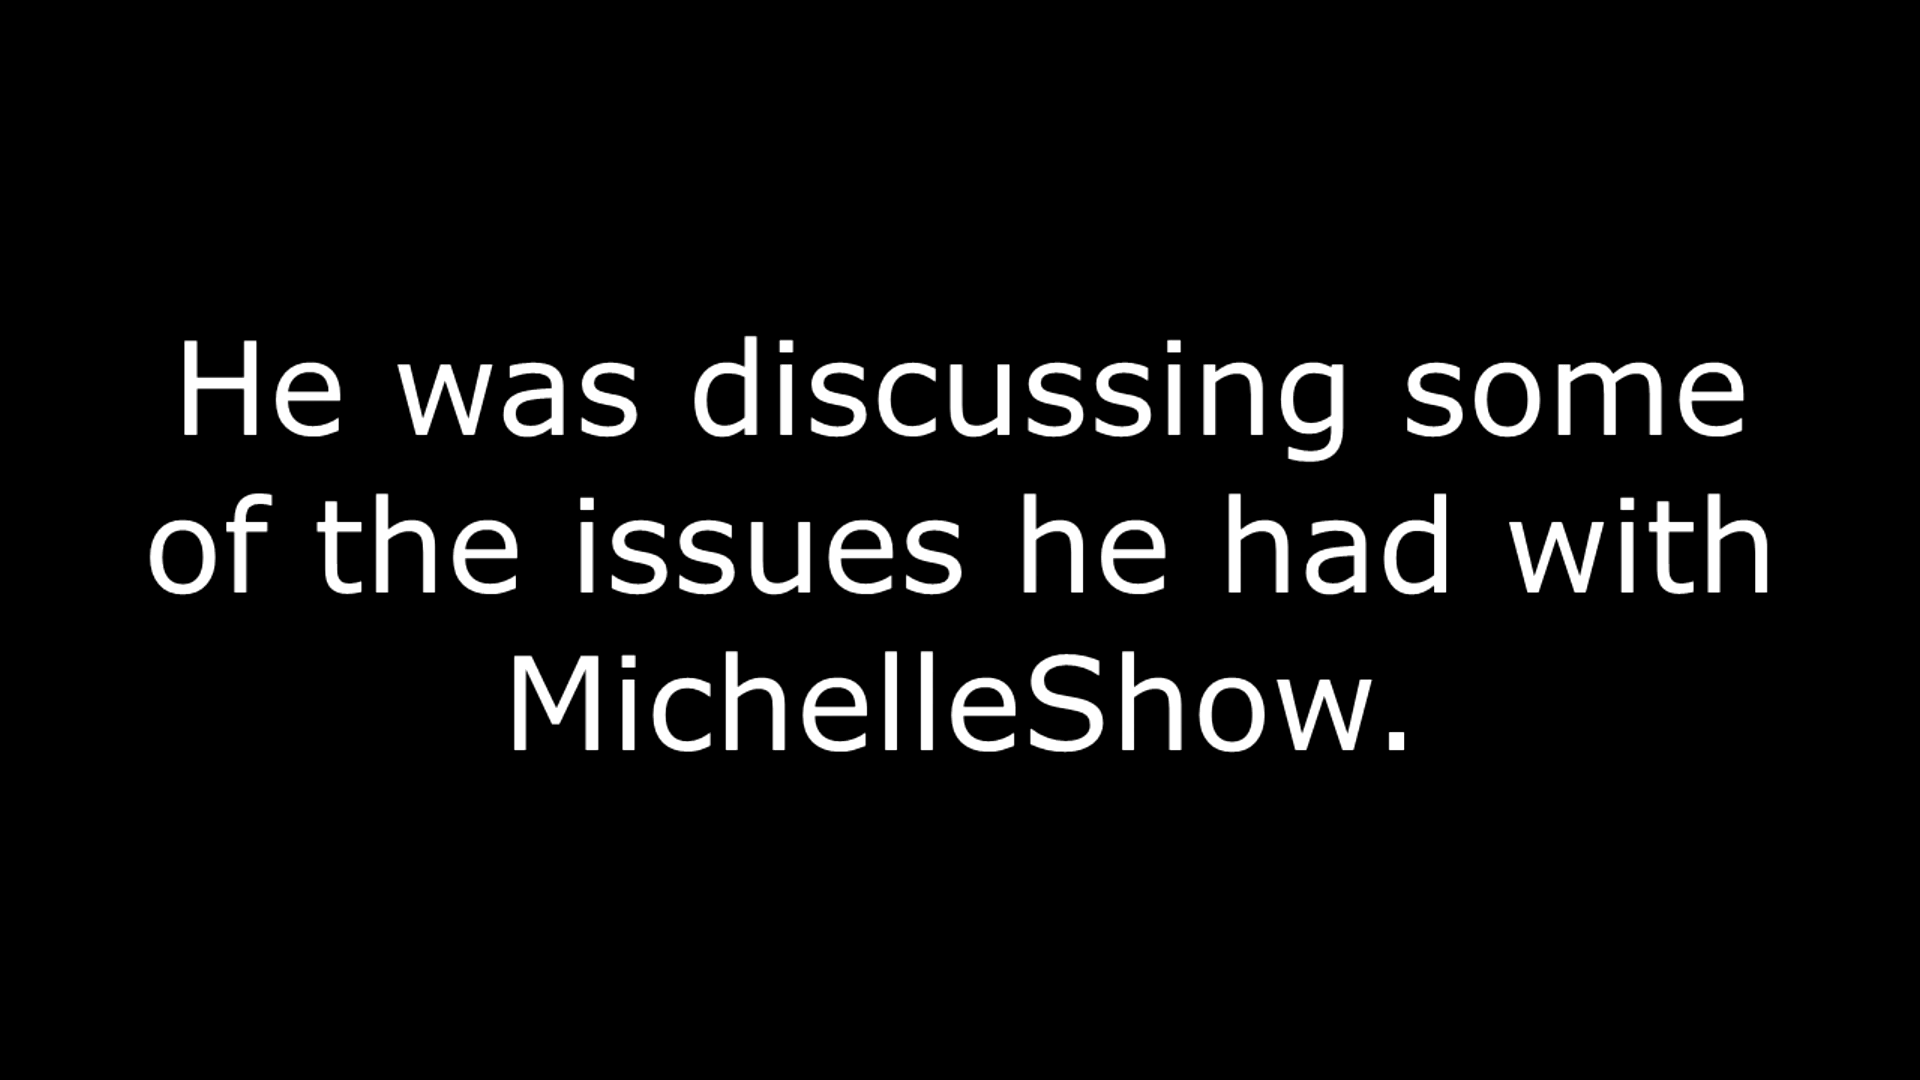 He was discussing some
of the issues he had with
MichelleShow.